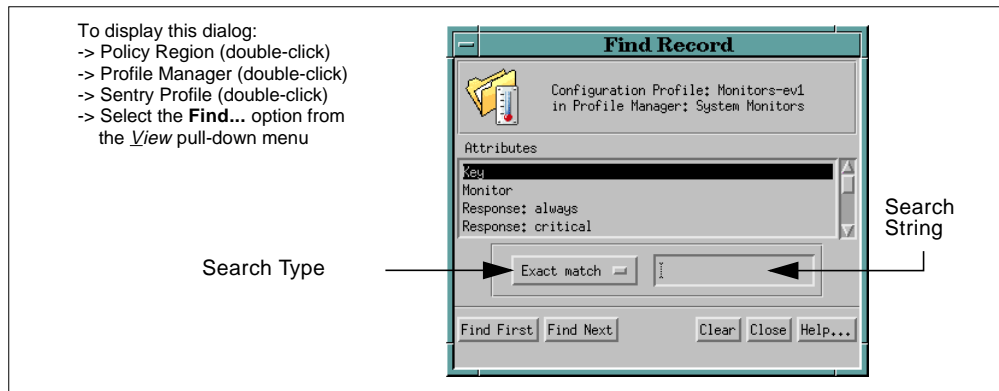 To display this dialog:
-> Policy Region (double-click)
-> Profile Manager (double-click)
-> Sentry Profile (double-click)
-> Select the Find... option from
the View pull-down menu
Find Record
Configuration Profile: Monitors-ev1
in Profile Manager: System Monitors
Attributes
Key
Monitor
Response: always
Response: critical
Search Type
Exact match
Search
String
Find First Find Next Clear Close Help...